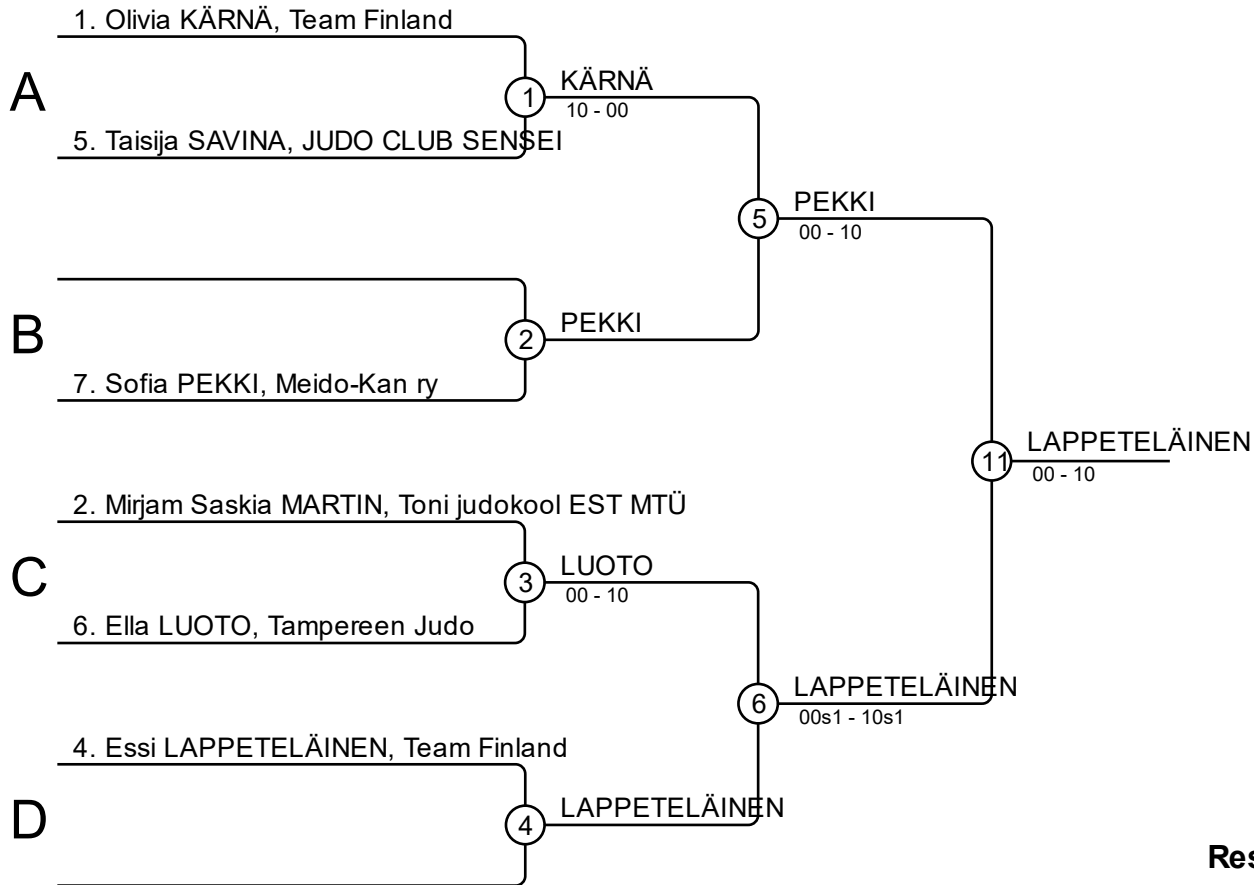 1. Olivia KÄRNÄ, Team Finland
A
1
KÄRNÄ
10 - 00
5. Taisija SAVINA, JUDO CLUB SENSEI
5
PEKKI
00 - 10
B
2
PEKKI
7. Sofia PEKKI, Meido-Kan ry
11
LAPPETELÄINEN
00 - 10
2. Mirjam Saskia MARTIN, Toni judokool EST MTÜ
C
3
LUOTO
00 - 10
6. Ella LUOTO, Tampereen Judo
6
LAPPETELÄINEN
00s1 - 10s1
4. Essi LAPPETELÄINEN, Team Finland
D
4
LAPPETELÄINEN
Res